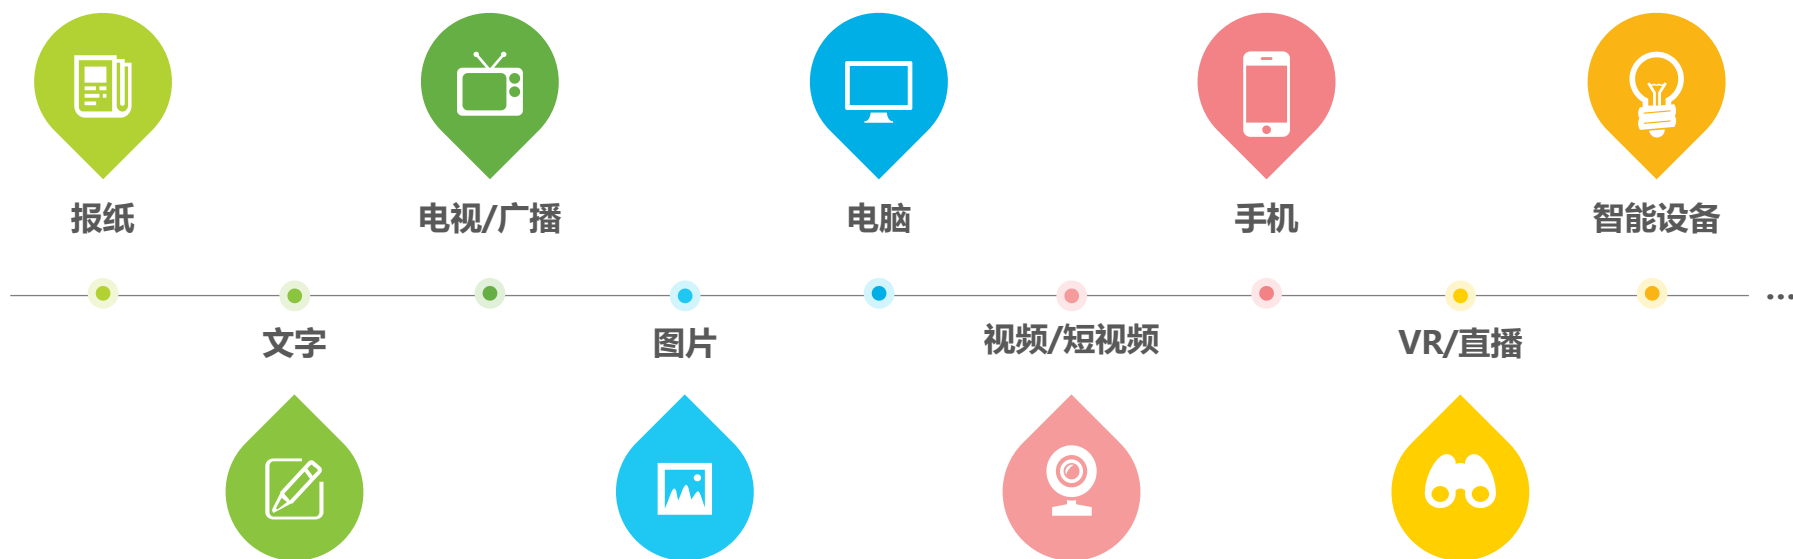 报纸
电视/广播
电脑
手机
智能设备
...
文字
图片
视频/短视频
VR/直播